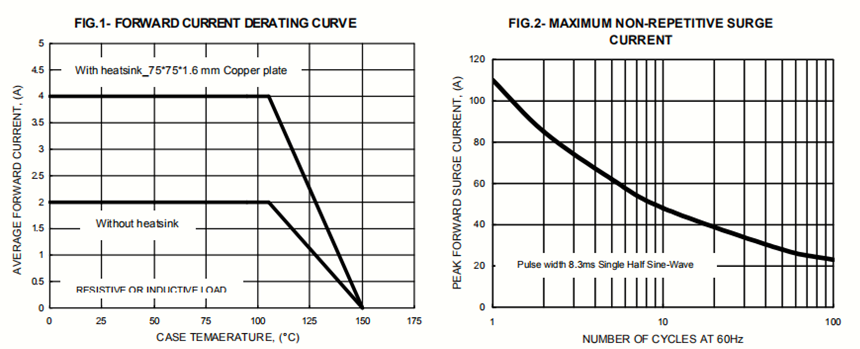 FIG.1- FORWARD CURRENT DERATING CURVE
AVERAGE FORWARD CURRENT, (A)
5
4.5
4
3.5
3
2.5
2
1.5
1
0.5
0
With heatsink_75*75*1.6 mm Copper plate
Without heatsink
RESISTIVE OR INDUCTIVE LOAD
0 25 50 75 100 125 150 175
CASE TEMAERATURE, (°C)
FIG.2- MAXIMUM NON-REPETITIVE SURGE
CURRENT
PEAK FORWARD SURGE CURRENT, (A)
120
100
80
60
40
20
0
Pulse width 8.3ms Single Half Sine-Wave
1 10 100
NUMBER OF CYCLES AT 60Hz